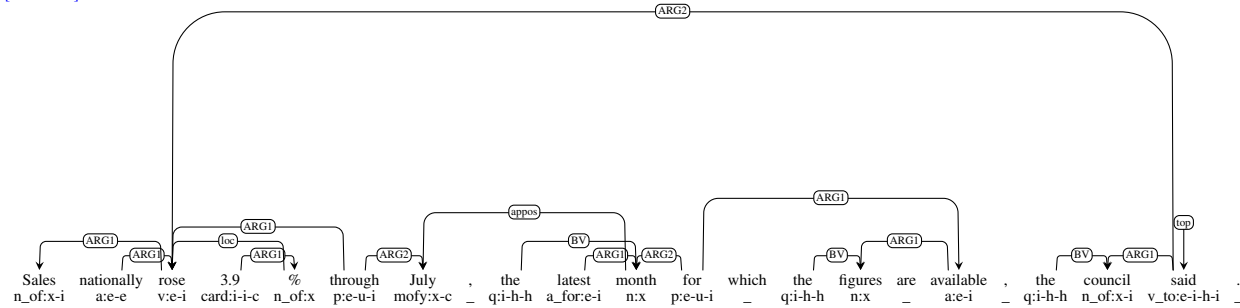 ARG2
ARG1
appos
top
ARG1 ARG1 loc ARG1 ARG2 BV ARG1 ARG2 BV ARG1 BV ARG1
Sales nationally rose 3.9 % through July , the latest month for which the figures are available , the council said .
n_of:x-i a:e-e v:e-i card:i-i-c n_of:x p:e-u-i mofy:x-c _ q:i-h-h a_for:e-i n:x p:e-u-i _ q:i-h-h n:x _ a:e-i _ q:i-h-h n_of:x-i v_to:e-i-h-i _